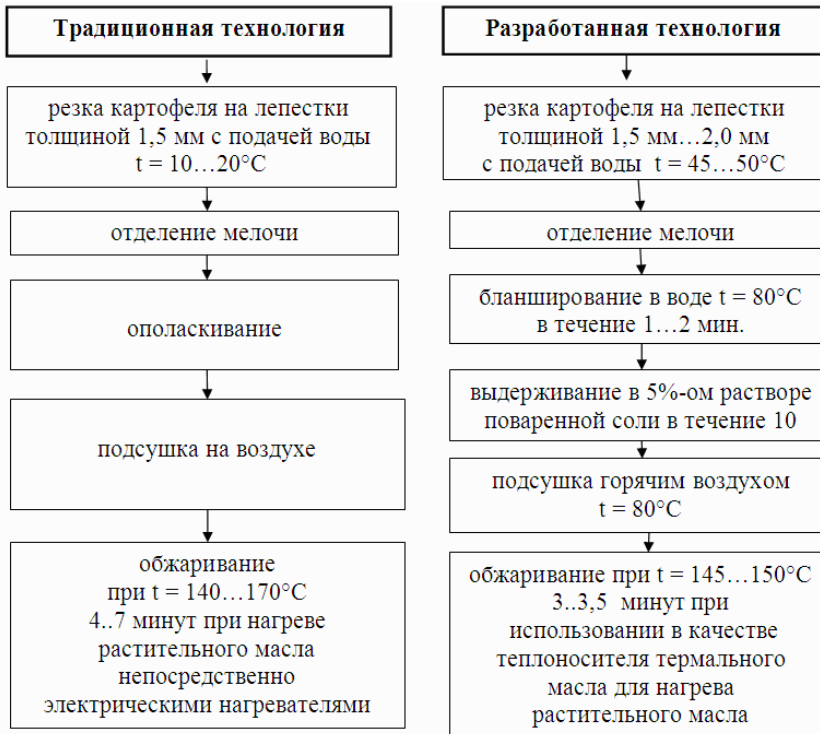 Традиционная технология
резка картофеля на лепестки
толщиной 1,5 мм с подачей воды
t = 10…20°С
отделение мелочи
ополаскивание
подсушка на воздухе
обжаривание
при t = 140…170°С
4..7 минут при нагреве
растительного масла
непосредственно
электрическими нагревателями
Разработанная технология
резка картофеля на лепестки
толщиной 1,5 мм…2,0 мм
с подачей воды t = 45…50°С
отделение мелочи
бланширование в воде t = 80°С
в течение 1…2 мин.
выдерживание в 5%-ом растворе
поваренной соли в течение 10
подсушка горячим воздухом
t = 80°С
обжаривание при t = 145…150°С
3..3,5 минут при
использовании в качестве
теплоносителя термального
масла для нагрева
растительного масла